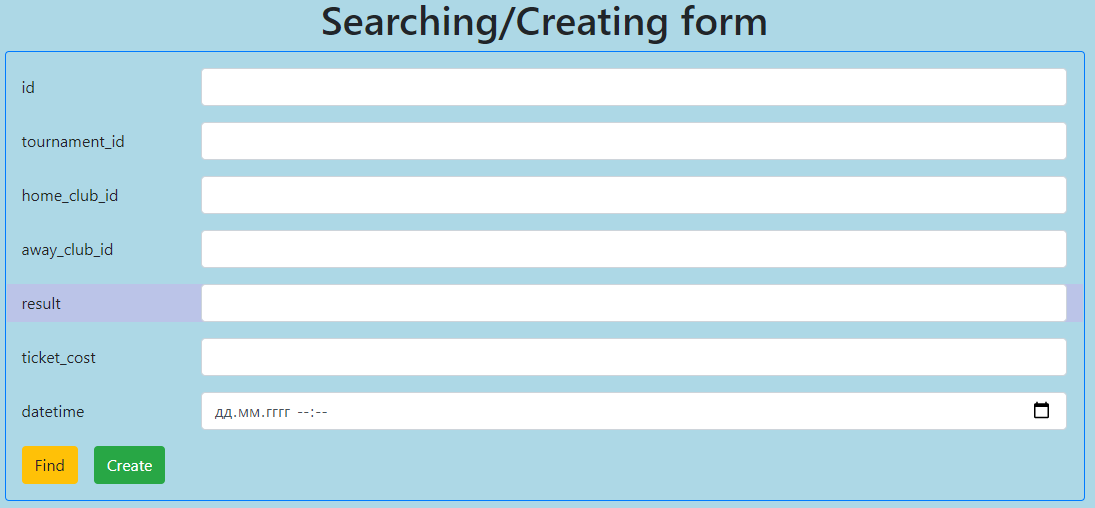 Searching/Creating form
id
tournament_id
home_club_id
away_club_id
result
ticket_cost
datetime дд.мм.гггг --:--
Find Create